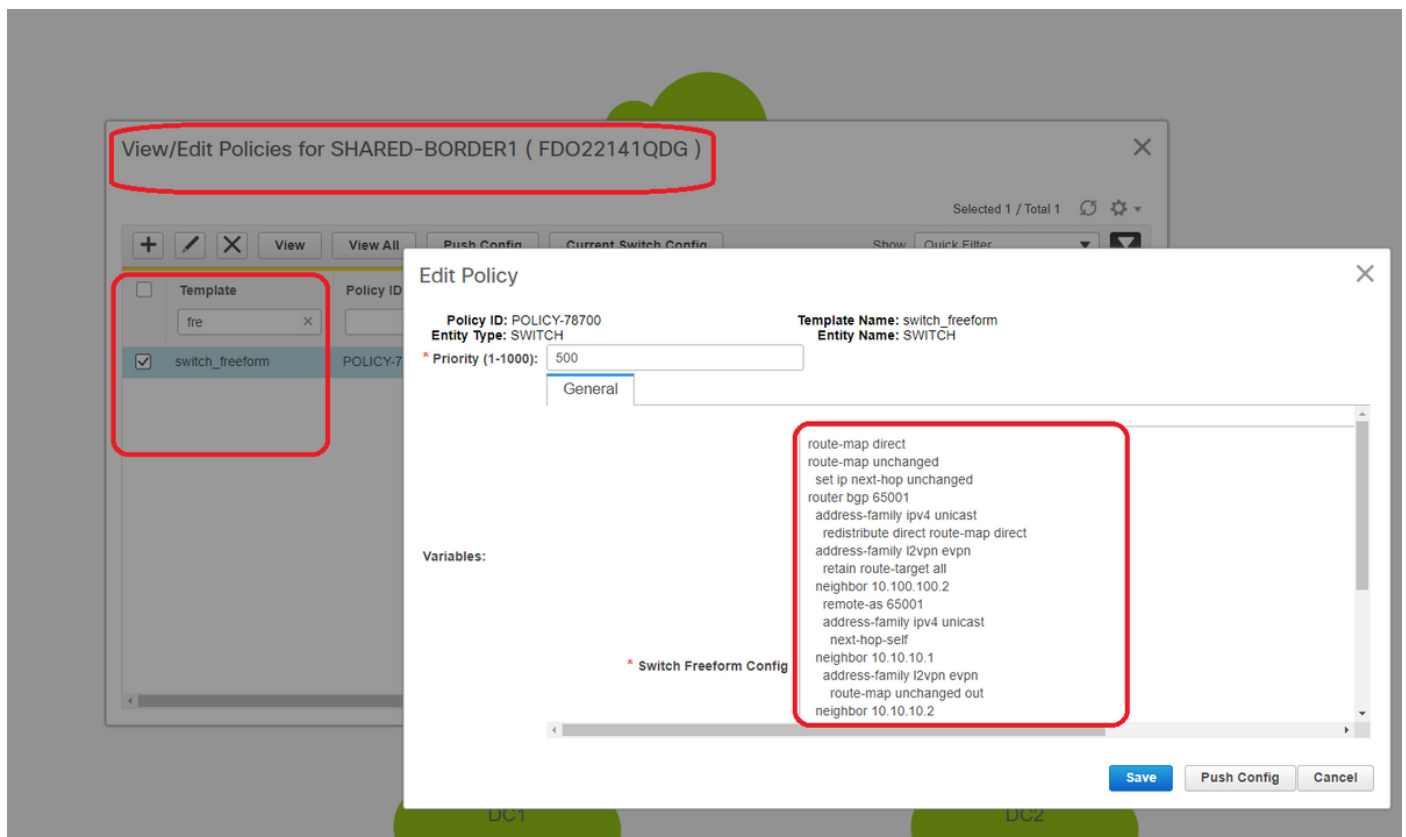 View/Edit Policies for SHARED-BORDER1 ( FDO22141QDG )
Selected 1 / Total 1
View
View All
Push Config
Current Switch Config
Show
Quick Filter
Template
Policy ID
fre
switch_freeform
POLICY-7
Edit Policy
Policy ID: POLICY-78700
Template Name: switch_freeform
Entity Type: SWITCH
Entity Name: SWITCH
* Priority (1-1000):
500
General
Variables:
* Switch Freeform Config
route-map direct
route-map unchanged
set ip next-hop unchanged
router bgp 65001
address-family ipv4 unicast
redistribute direct route-map direct
address-family l2vpn evpn
retain route-target all
neighbor 10.100.100.2
remote-as 65001
address-family ipv4 unicast
next-hop-self
neighbor 10.10.10.1
address-family l2vpn evpn
route-map unchanged out
neighbor 10.10.10.2
Save
Push Config
Cancel
DC1
DC2